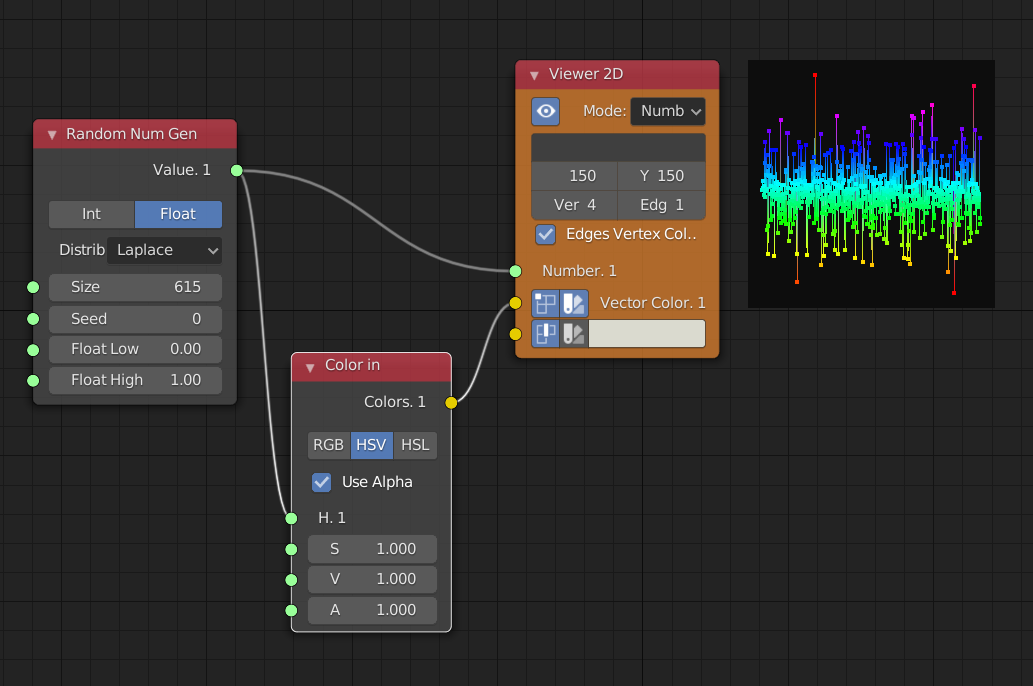 Random Num Gen
Value. 1
Int Float
Distrib Laplace
Size 615
Seed 0
Float Low 0.00
Float High 1.00
Color in
Colors. 1
RGB HSV HSL
Use Alpha
H. 1
S 1.000
V 1.000
A 1.000
Viewer 2D
Mode: Numb
150 Y 150
Ver 4 Edg 1
Edges Vertex Col..
Number. 1
Vector Color. 1